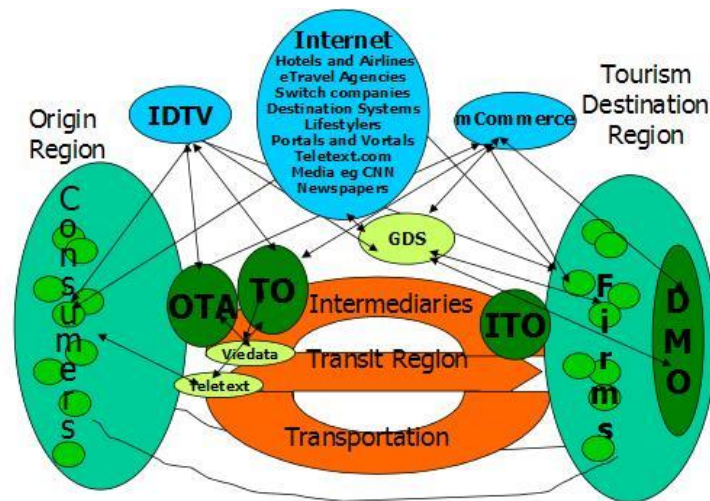 Internet
Hotels and Airlines
eTravel Agencies
Switch companies
Destination Systems
Lifestylers
Portals and Vortals
Teletext.com
Media eg CNN
Newspapers
IDTV
mCommerce
Tourism
Destination
Region
Origin
Region
Consumers
GDS
OTA
TO
Intermediaries
ITO
Firms
DMO
Viedata
Transit Region
Teletext
Transportation